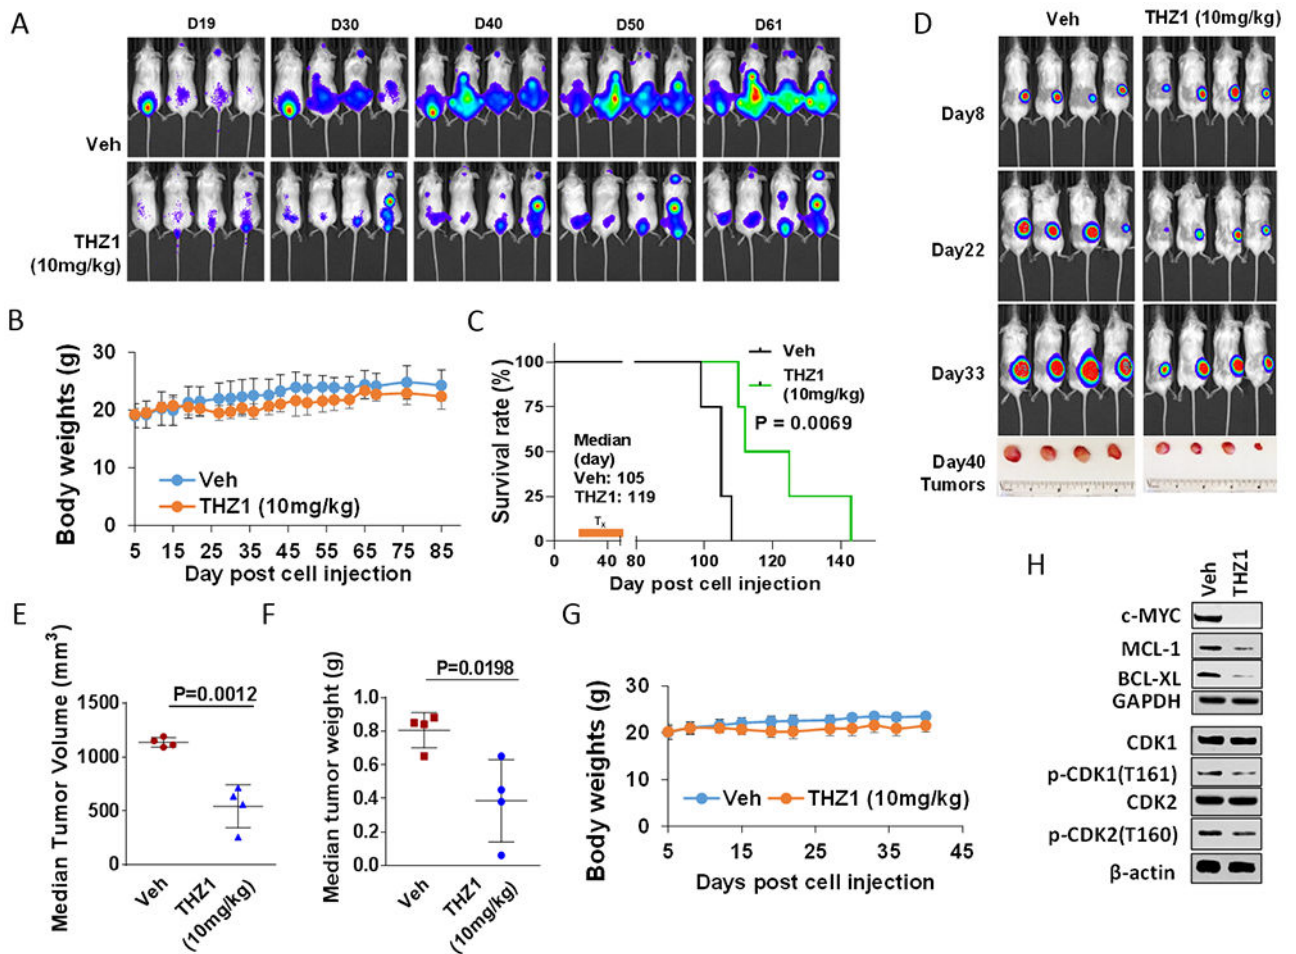 A
D19
D30
D40
D50
D61
Veh
THZ1
(10mg/kg)
B
Body weights (g)
30
20
10
0
Veh
THZ1 (10mg/kg)
5 15 25 35 45 55 65 75 85
Day post cell injection
C
Survival rate (%)
100
75
50
25
0
Veh
THZ1
(10mg/kg)
P = 0.0069
Median
(day)
Veh: 105
THZ1: 119
Tx
40 80 100 120 140
Day post cell injection
D
Veh
THZ1 (10mg/kg)
Day8
Day22
Day33
Day40
Tumors
E
Median Tumor Volume (mm3)
1500
1000
500
0
P=0.0012
Veh
THZ1
(10mg/kg)
F
Median tumor weight (g)
1.0
0.8
0.6
0.4
0.2
0.0
P=0.0198
Veh
THZ1
(10mg/kg)
G
Body weights (g)
30
20
10
0
Veh
THZ1 (10mg/kg)
5 15 25 35 45
Days post cell injection
H
Veh
THZ1
c-MYC
MCL-1
BCL-XL
GAPDH
CDK1
p-CDK1(T161)
CDK2
p-CDK2(T160)
β-actin